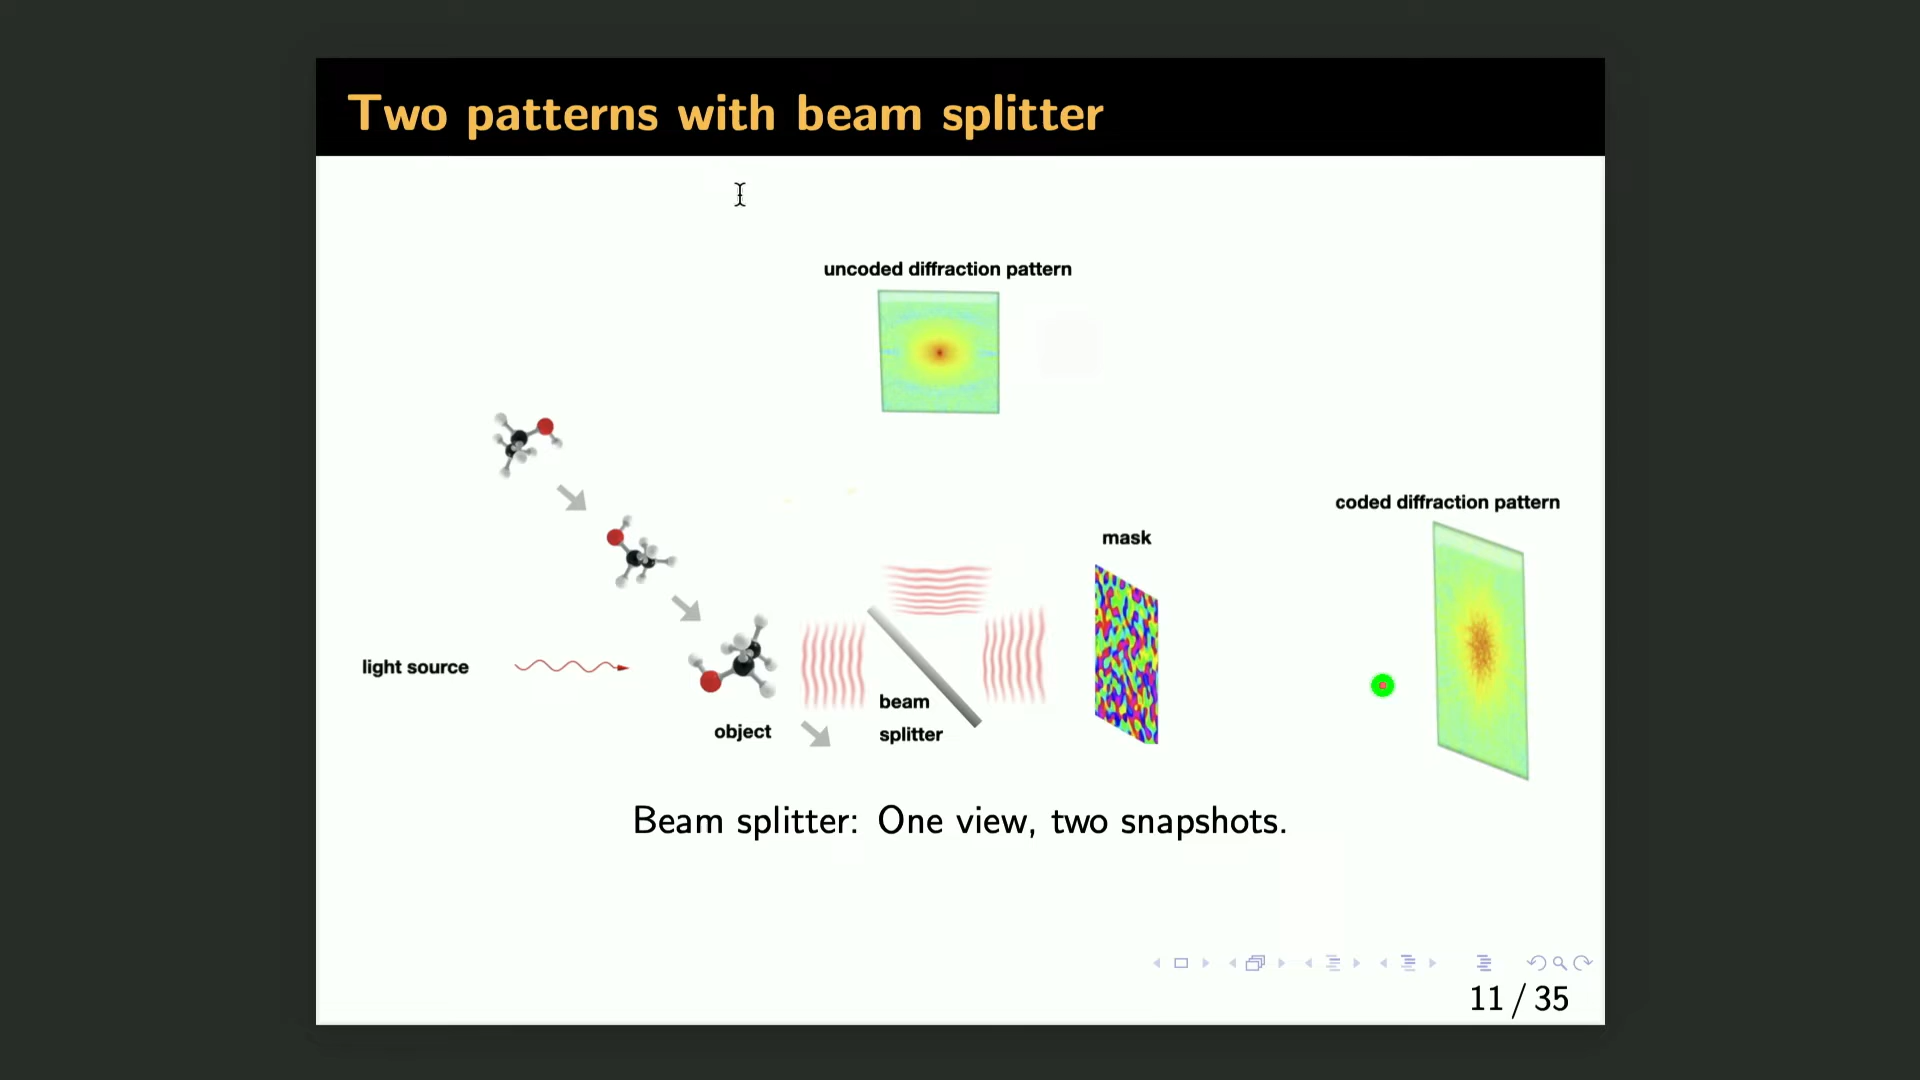 Two patterns with beam splitter
uncoded diffraction pattern
coded diffraction pattern
mask
light source
object
beam
splitter
Beam splitter: One view, two snapshots.
11 / 35